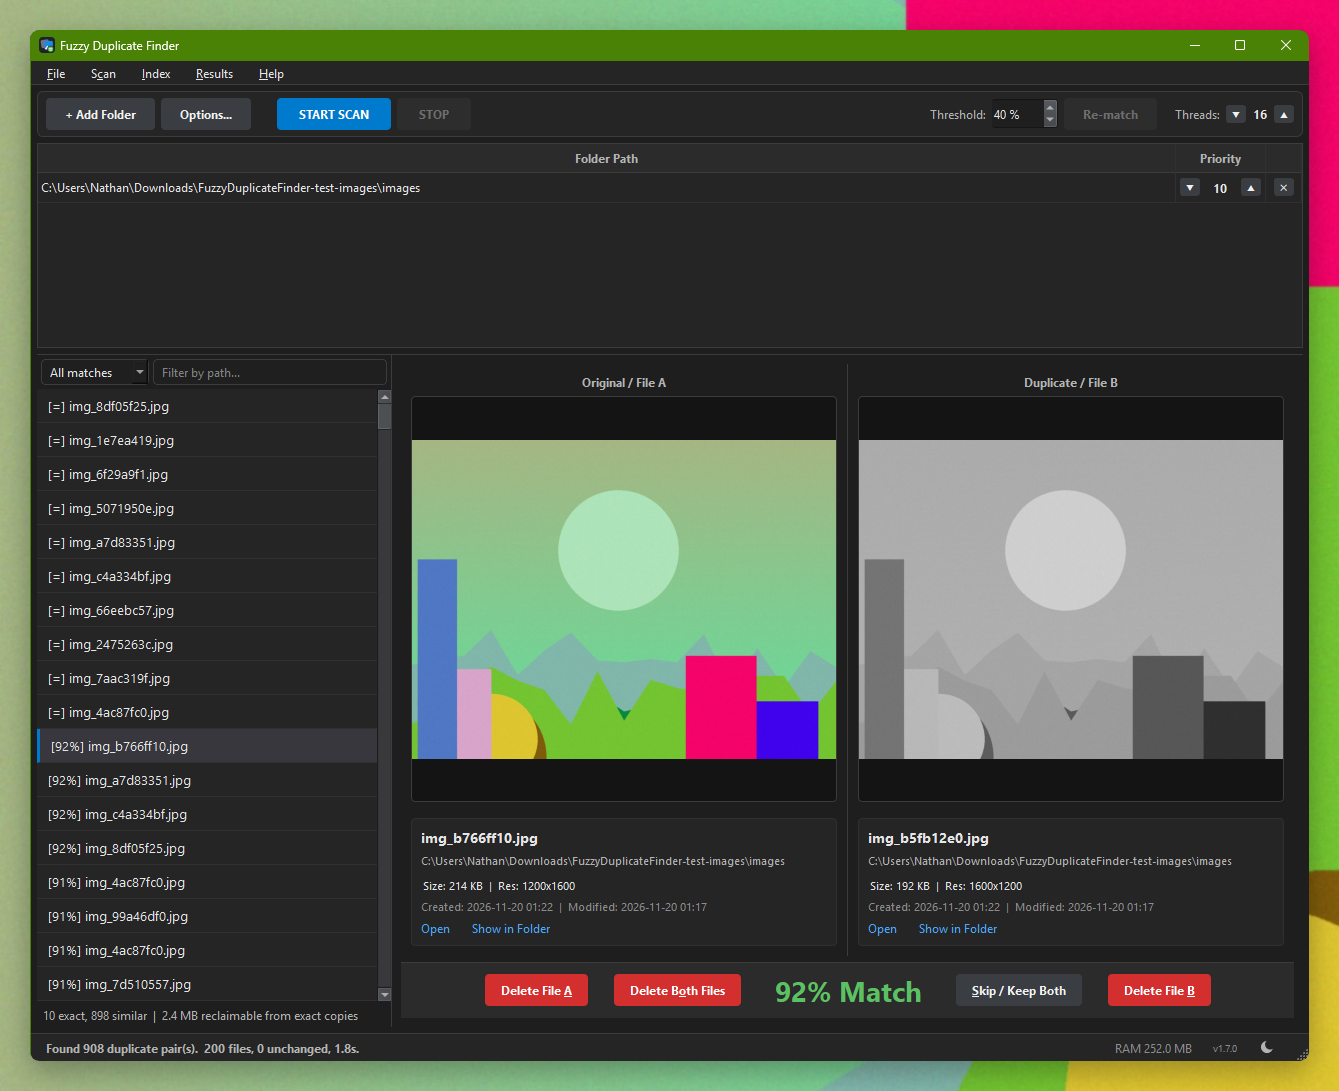 Fuzzy Duplicate Finder
File Scan Index Results Help
+ Add Folder Options... START SCAN STOP Threshold: 40 % Re-match Threads: 16
Folder Path Priority
C:\Users\Nathan\Downloads\FuzzyDuplicateFinder-test-images\images 10
All matches Filter by path...
[=] img_8df05f25.jpg
[=] img_1e7ea419.jpg
[=] img_6f29a9f1.jpg
[=] img_5071950e.jpg
[=] img_a7d83351.jpg
[=] img_c4a334bf.jpg
[=] img_66eebc57.jpg
[=] img_2475263c.jpg
[=] img_7aac319f.jpg
[=] img_4ac87fc0.jpg
[92%] img_b766ff10.jpg
[92%] img_a7d83351.jpg
[92%] img_c4a334bf.jpg
[92%] img_8df05f25.jpg
[91%] img_4ac87fc0.jpg
[91%] img_99a46df0.jpg
[91%] img_4ac87fc0.jpg
[91%] img_7d510557.jpg
10 exact, 898 similar | 2.4 MB reclaimable from exact copies
Original / File A
img_b766ff10.jpg
C:\Users\Nathan\Downloads\FuzzyDuplicateFinder-test-images\images
Size: 214 KB | Res: 1200x1600
Created: 2026-11-20 01:22 | Modified: 2026-11-20 01:17
Open Show in Folder
Duplicate / File B
img_b5fb12e0.jpg
C:\Users\Nathan\Downloads\FuzzyDuplicateFinder-test-images\images
Size: 192 KB | Res: 1600x1200
Created: 2026-11-20 01:22 | Modified: 2026-11-20 01:17
Open Show in Folder
Delete File A Delete Both Files 92% Match Skip / Keep Both Delete File B
Found 908 duplicate pair(s). 200 files, 0 unchanged, 1.8s. RAM 252.0 MB v1.7.0